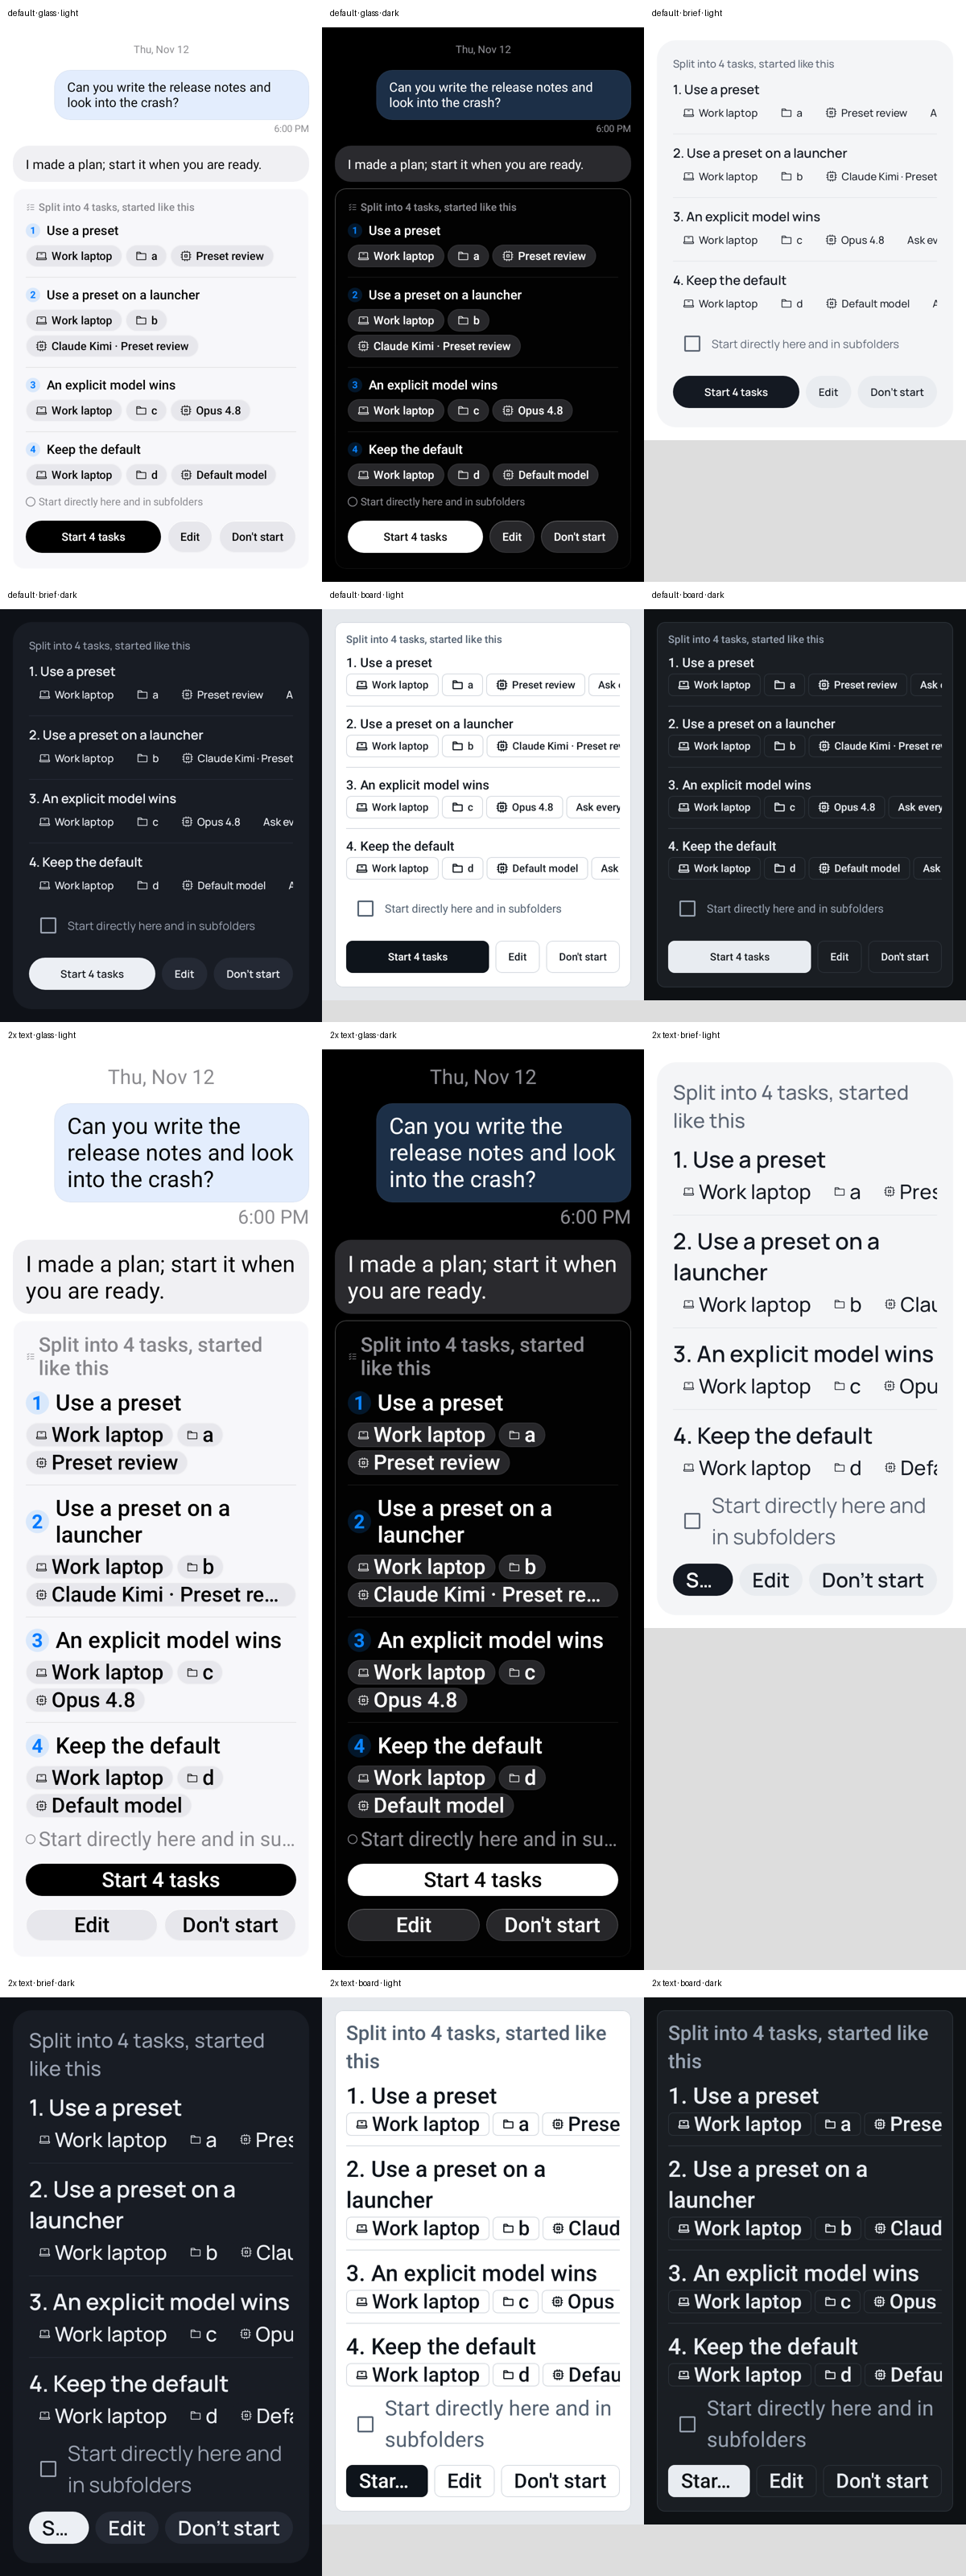 default·glass·light
Thu, Nov 12
Can you write the release notes and
look into the crash?
6:00 PM
I made a plan; start it when you are ready.
Split into 4 tasks, started like this
1 Use a preset
Work laptop a Preset review
2 Use a preset on a launcher
Work laptop b
Claude Kimi · Preset review
3 An explicit model wins
Work laptop c Opus 4.8
4 Keep the default
Work laptop d Default model
Start directly here and in subfolders
Start 4 tasks Edit Don't start
default·glass·dark
Thu, Nov 12
Can you write the release notes and
look into the crash?
6:00 PM
I made a plan; start it when you are ready.
Split into 4 tasks, started like this
1 Use a preset
Work laptop a Preset review
2 Use a preset on a launcher
Work laptop b
Claude Kimi · Preset review
3 An explicit model wins
Work laptop c Opus 4.8
4 Keep the default
Work laptop d Default model
Start directly here and in subfolders
Start 4 tasks Edit Don't start
default·brief·light
Split into 4 tasks, started like this
1. Use a preset
Work laptop a Preset review A
2. Use a preset on a launcher
Work laptop b Claude Kimi · Preset
3. An explicit model wins
Work laptop c Opus 4.8 Ask ev
4. Keep the default
Work laptop d Default model A
Start directly here and in subfolders
Start 4 tasks Edit Don't start
default·brief·dark
Split into 4 tasks, started like this
1. Use a preset
Work laptop a Preset review A
2. Use a preset on a launcher
Work laptop b Claude Kimi · Preset
3. An explicit model wins
Work laptop c Opus 4.8 Ask ev
4. Keep the default
Work laptop d Default model A
Start directly here and in subfolders
Start 4 tasks Edit Don't start
default·board·light
Split into 4 tasks, started like this
1. Use a preset
Work laptop a Preset review Ask
2. Use a preset on a launcher
Work laptop b Claude Kimi · Preset re
3. An explicit model wins
Work laptop c Opus 4.8 Ask every
4. Keep the default
Work laptop d Default model Ask
Start directly here and in subfolders
Start 4 tasks Edit Don't start
default·board·dark
Split into 4 tasks, started like this
1. Use a preset
Work laptop a Preset review Ask
2. Use a preset on a launcher
Work laptop b Claude Kimi · Preset re
3. An explicit model wins
Work laptop c Opus 4.8 Ask every
4. Keep the default
Work laptop d Default model Ask
Start directly here and in subfolders
Start 4 tasks Edit Don't start
2x text·glass·light
Thu, Nov 12
Can you write the
release notes and look
into the crash?
6:00 PM
I made a plan; start it when
you are ready.
Split into 4 tasks, started
like this
1 Use a preset
Work laptop a
Preset review
2 Use a preset on a
launcher
Work laptop b
Claude Kimi · Preset re...
3 An explicit model wins
Work laptop c
Opus 4.8
4 Keep the default
Work laptop d
Default model
Start directly here and in su...
Start 4 tasks
Edit Don't start
2x text·glass·dark
Thu, Nov 12
Can you write the
release notes and look
into the crash?
6:00 PM
I made a plan; start it when
you are ready.
Split into 4 tasks, started
like this
1 Use a preset
Work laptop a
Preset review
2 Use a preset on a
launcher
Work laptop b
Claude Kimi · Preset re...
3 An explicit model wins
Work laptop c
Opus 4.8
4 Keep the default
Work laptop d
Default model
Start directly here and in su...
Start 4 tasks
Edit Don't start
2x text·brief·light
Split into 4 tasks, started
like this
1. Use a preset
Work laptop a Pres
2. Use a preset on a
launcher
Work laptop b Clau
3. An explicit model wins
Work laptop c Opu
4. Keep the default
Work laptop d Defa
Start directly here and
in subfolders
S... Edit Don't start
2x text·brief·dark
Split into 4 tasks, started
like this
1. Use a preset
Work laptop a Pres
2. Use a preset on a
launcher
Work laptop b Clau
3. An explicit model wins
Work laptop c Opu
4. Keep the default
Work laptop d Defa
Start directly here and
in subfolders
S... Edit Don't start
2x text·board·light
Split into 4 tasks, started like
this
1. Use a preset
Work laptop a Prese
2. Use a preset on a
launcher
Work laptop b Claud
3. An explicit model wins
Work laptop c Opus
4. Keep the default
Work laptop d Defau
Start directly here and in
subfolders
Star... Edit Don't start
2x text·board·dark
Split into 4 tasks, started like
this
1. Use a preset
Work laptop a Prese
2. Use a preset on a
launcher
Work laptop b Claud
3. An explicit model wins
Work laptop c Opus
4. Keep the default
Work laptop d Defau
Start directly here and in
subfolders
Star... Edit Don't start